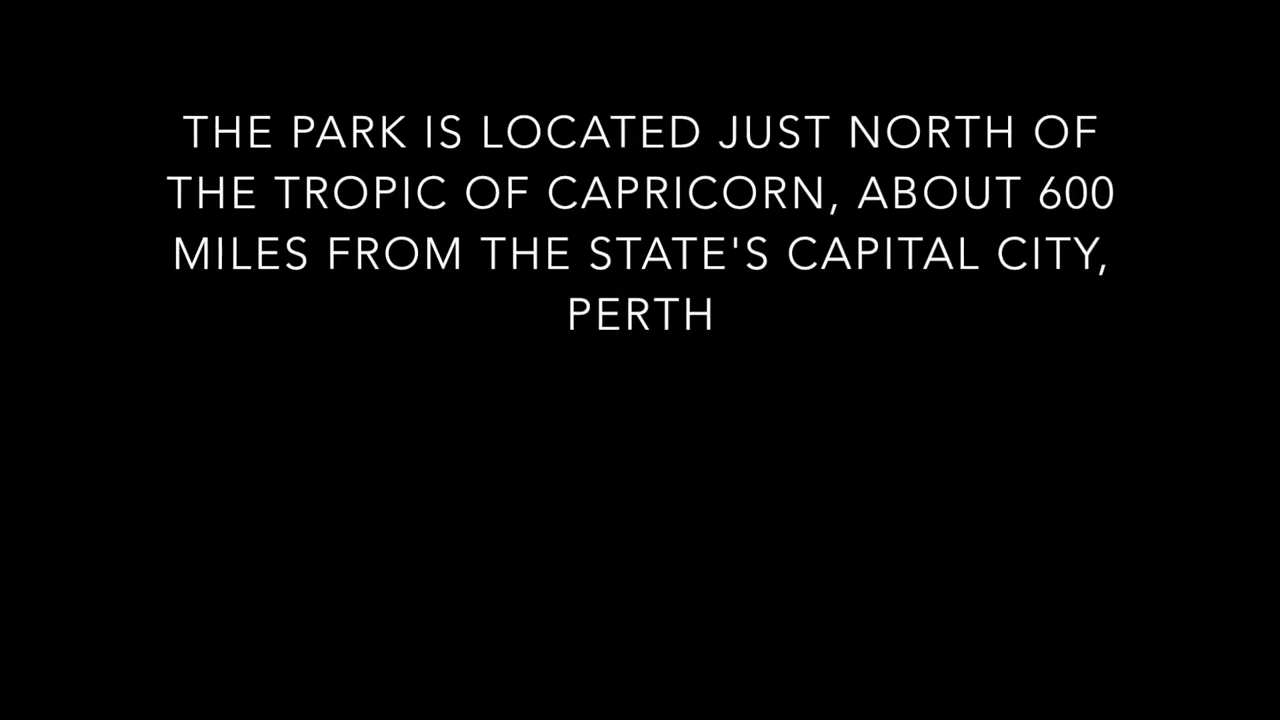 THE PARK IS LOCATED JUST NORTH OF
THE TROPIC OF CAPRICORN, ABOUT 600
MILES FROM THE STATE'S CAPITAL CITY,
PERTH